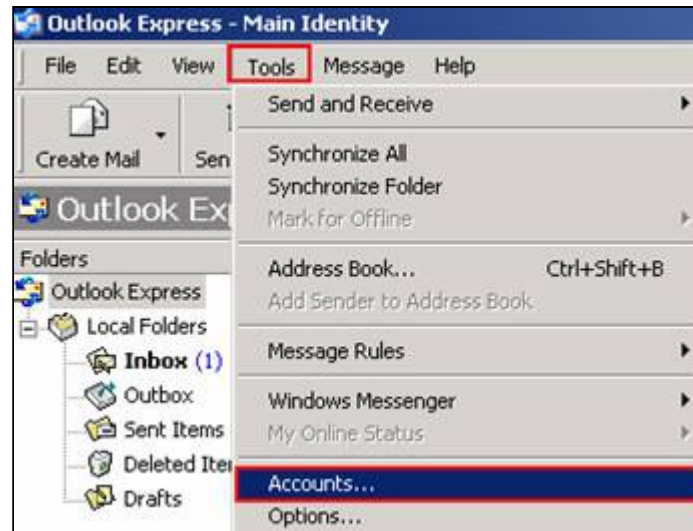 Outlook Express - Main Identity
File Edit View Tools Message Help
Create Mail
Send and Receive
Synchronize All
Synchronize Folder
Mark for Offline
Address Book... Ctrl+Shift+B
Add Sender to Address Book
Message Rules
Windows Messenger
My Online Status
Accounts...
Options...
Sen
Outlook Ex
Folders
Outlook Express
Local Folders
Inbox (1)
Outbox
Sent Items
Deleted Iter
Drafts